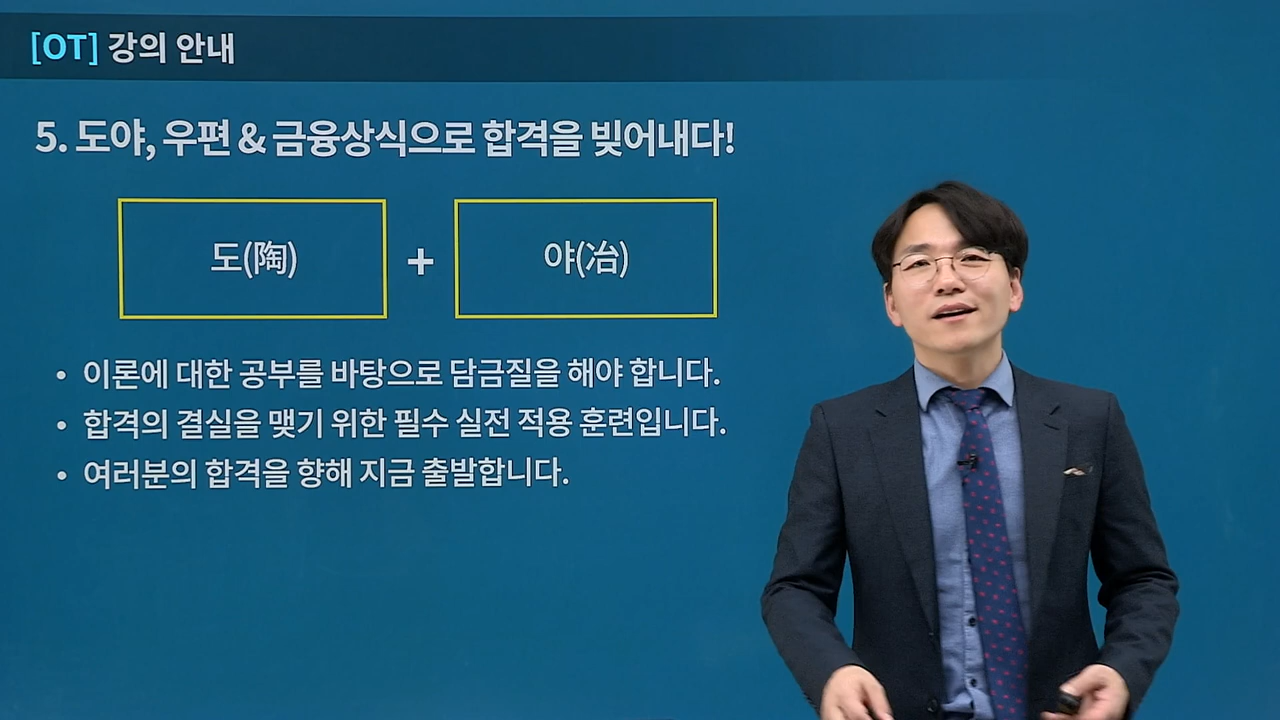 [OT] 강의 안내
5. 도야, 우편 & 금융상식으로 합격을 빚어내다!
도(陶) + 야(冶)
• 이론에 대한 공부를 바탕으로 담금질을 해야 합니다.
• 합격의 결실을 맺기 위한 필수 실전 적용 훈련입니다.
• 여러분의 합격을 향해 지금 출발합니다.